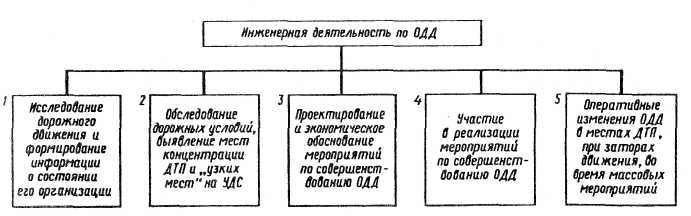 Инженерная деятельность по ОДД
1
Исследование
дорожного
движения и
формирование
информации
о состоянии
его организации
2
Обследование
дорожных условий,
выявление мест
концентрации
ДТП и „узких
мест" на УДС
3
Проектирование
и экономическое
обоснование
мероприятий
по совершенст-
вованию ОДД
4
Участие
в реализации
мероприятий
по совершенст-
вованию ОДД
5
Оперативные
изменения ОДД
в местах ДТП,
при заторах
движения, во
время массовых
мероприятий